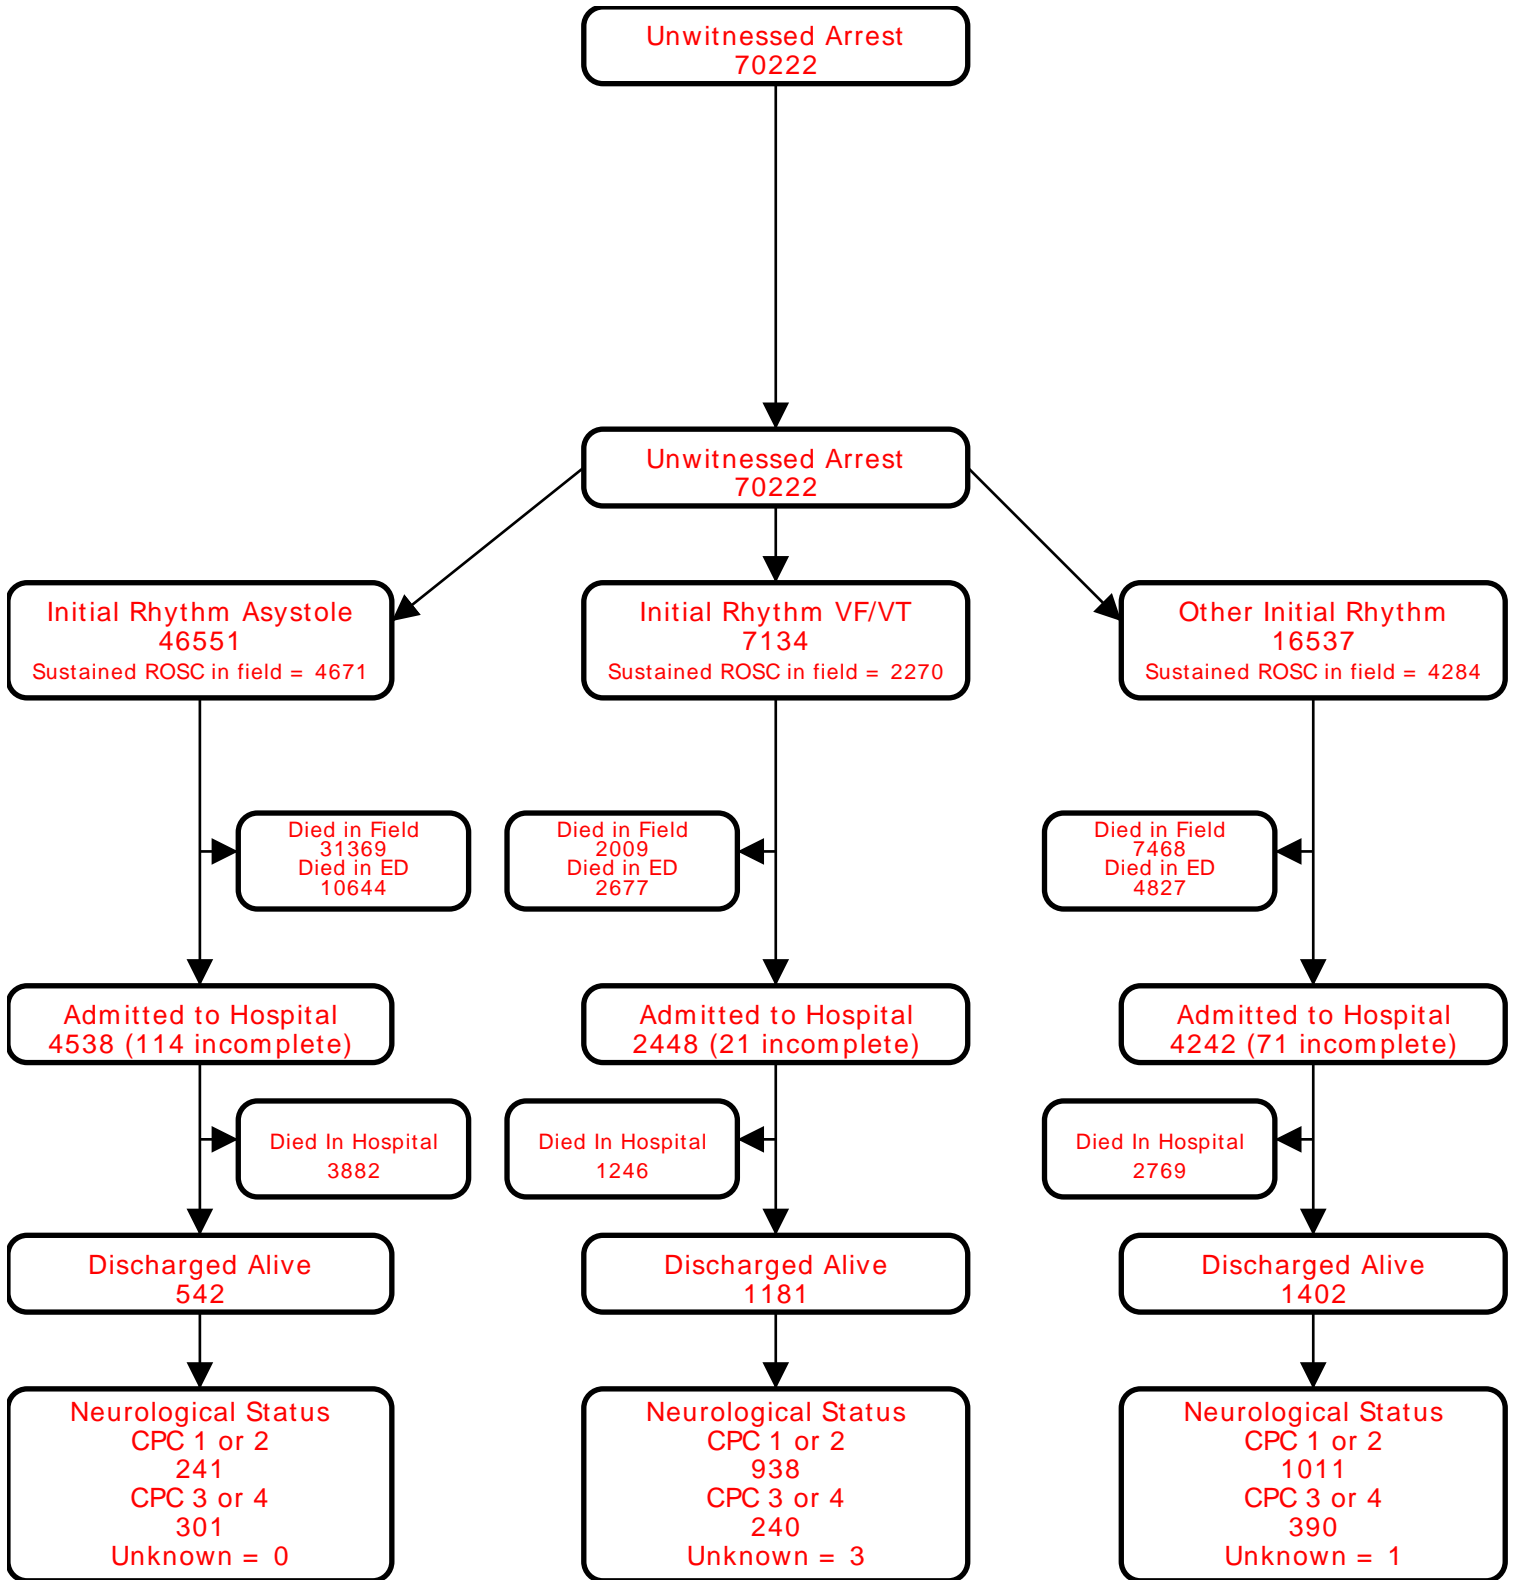 Unwitnessed Arrest
70222
Unwitnessed Arrest
70222
Initial Rhythm Asystole
46551
Sustained ROSC in field = 4671
Initial Rhythm VF/VT
7134
Sustained ROSC in field = 2270
Other Initial Rhythm
16537
Sustained ROSC in field = 4284
Died in Field
31369
Died in ED
10644
Died in Field
2009
Died in ED
2677
Died in Field
7468
Died in ED
4827
Admitted to Hospital
4538 (114 incomplete)
Admitted to Hospital
2448 (21 incomplete)
Admitted to Hospital
4242 (71 incomplete)
Died In Hospital
3882
Died In Hospital
1246
Died In Hospital
2769
Discharged Alive
542
Discharged Alive
1181
Discharged Alive
1402
Neurological Status
CPC 1 or 2
241
CPC 3 or 4
301
Unknown = 0
Neurological Status
CPC 1 or 2
938
CPC 3 or 4
240
Unknown = 3
Neurological Status
CPC 1 or 2
1011
CPC 3 or 4
390
Unknown = 1